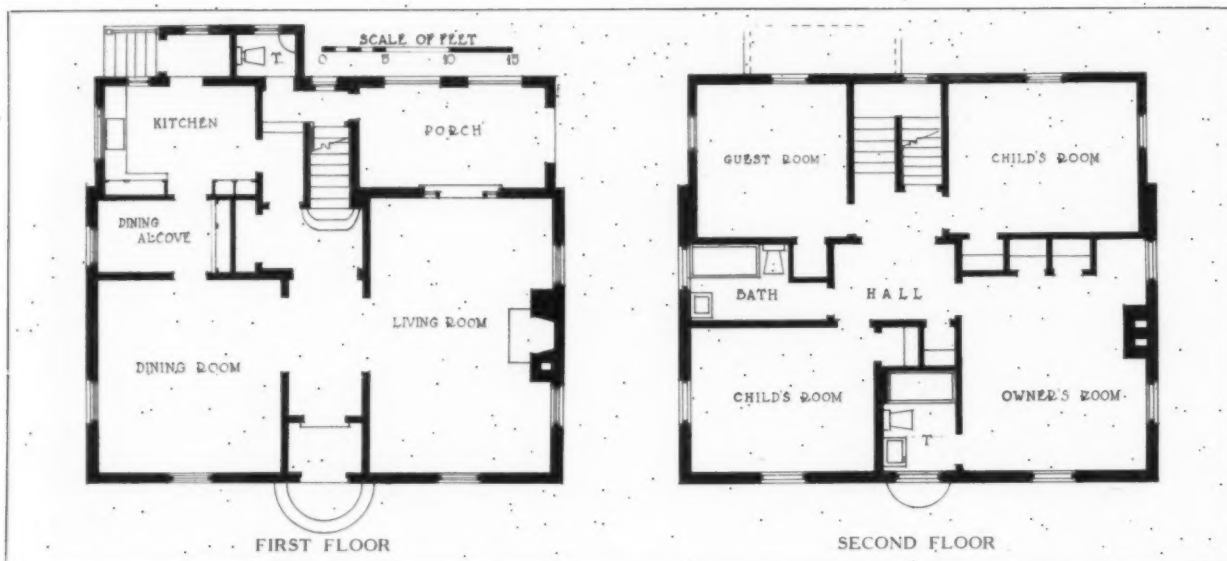 SCALE OF FEET
0 5 10 15
T.
KITCHEN
PORCH
DINING
ALCOVE
LIVING ROOM
DINING ROOM
FIRST FLOOR
GUEST ROOM
CHILD'S ROOM
BATH
HALL
CHILD'S ROOM
OWNER'S ROOM
T
SECOND FLOOR